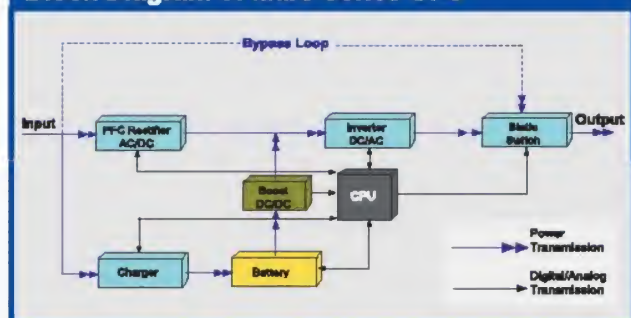 Bypass Loop
Input
PFC Rectifier
AC/DC
Inverter
DC/AC
Static
Switch
Output
Boost
DC/DC
CPU
Charger
Battery
Power
Transmission
Digital/Analog
Transmission